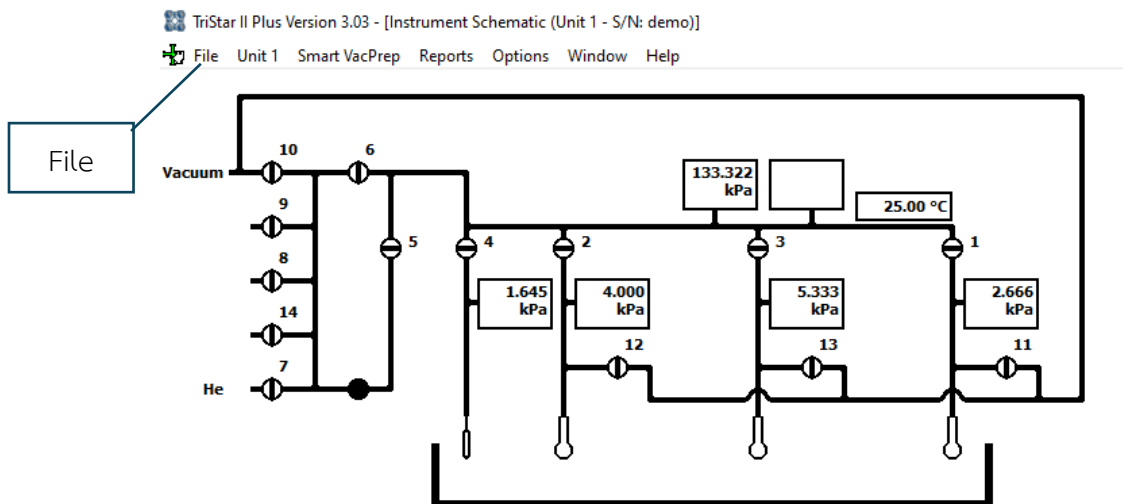 TriStar II Plus Version 3.03 - [Instrument Schematic (Unit 1 - S/N: demo)]
File Unit 1 Smart VacPrep Reports Options Window Help
File
10
6
Vacuum
133.322
kPa
9
25.00 °C
5
4
2
3
1
8
1.645
kPa
4.000
kPa
5.333
kPa
2.666
kPa
14
12
13
11
7
He